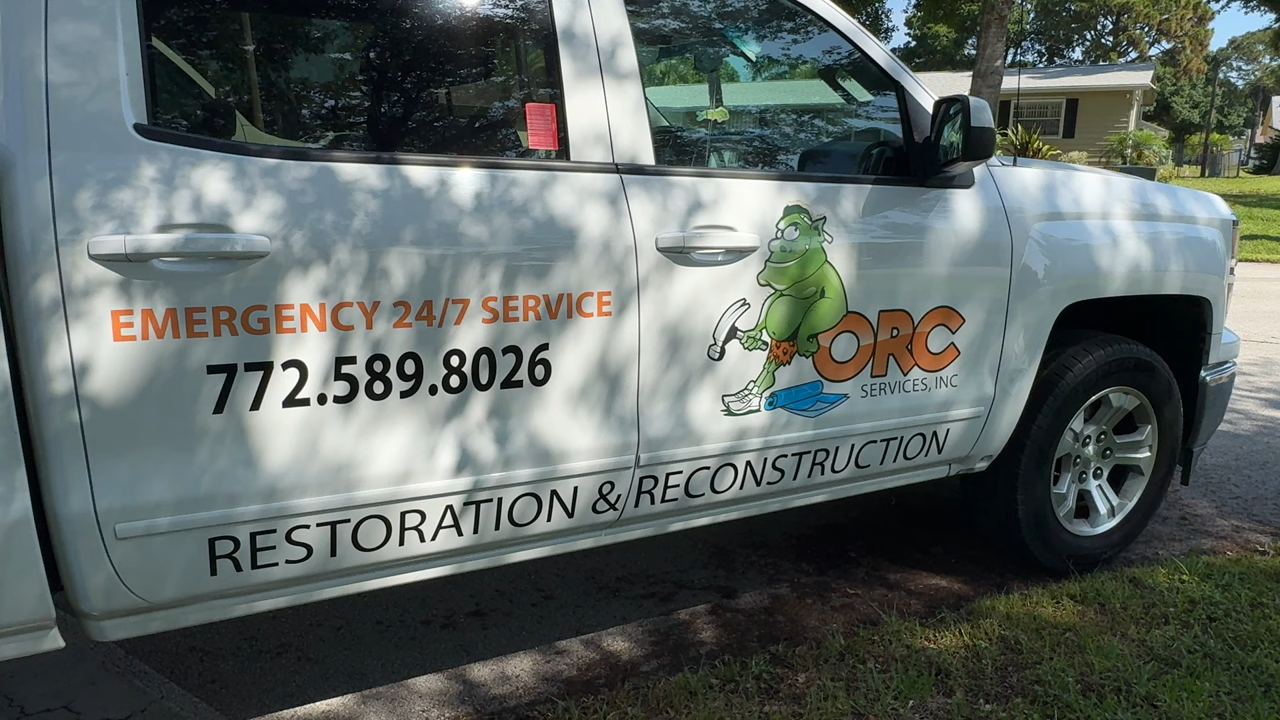 EMERGENCY 24/7 SERVICE
772.589.8026
ORC
SERVICES, INC
RESTORATION & RECONSTRUCTION